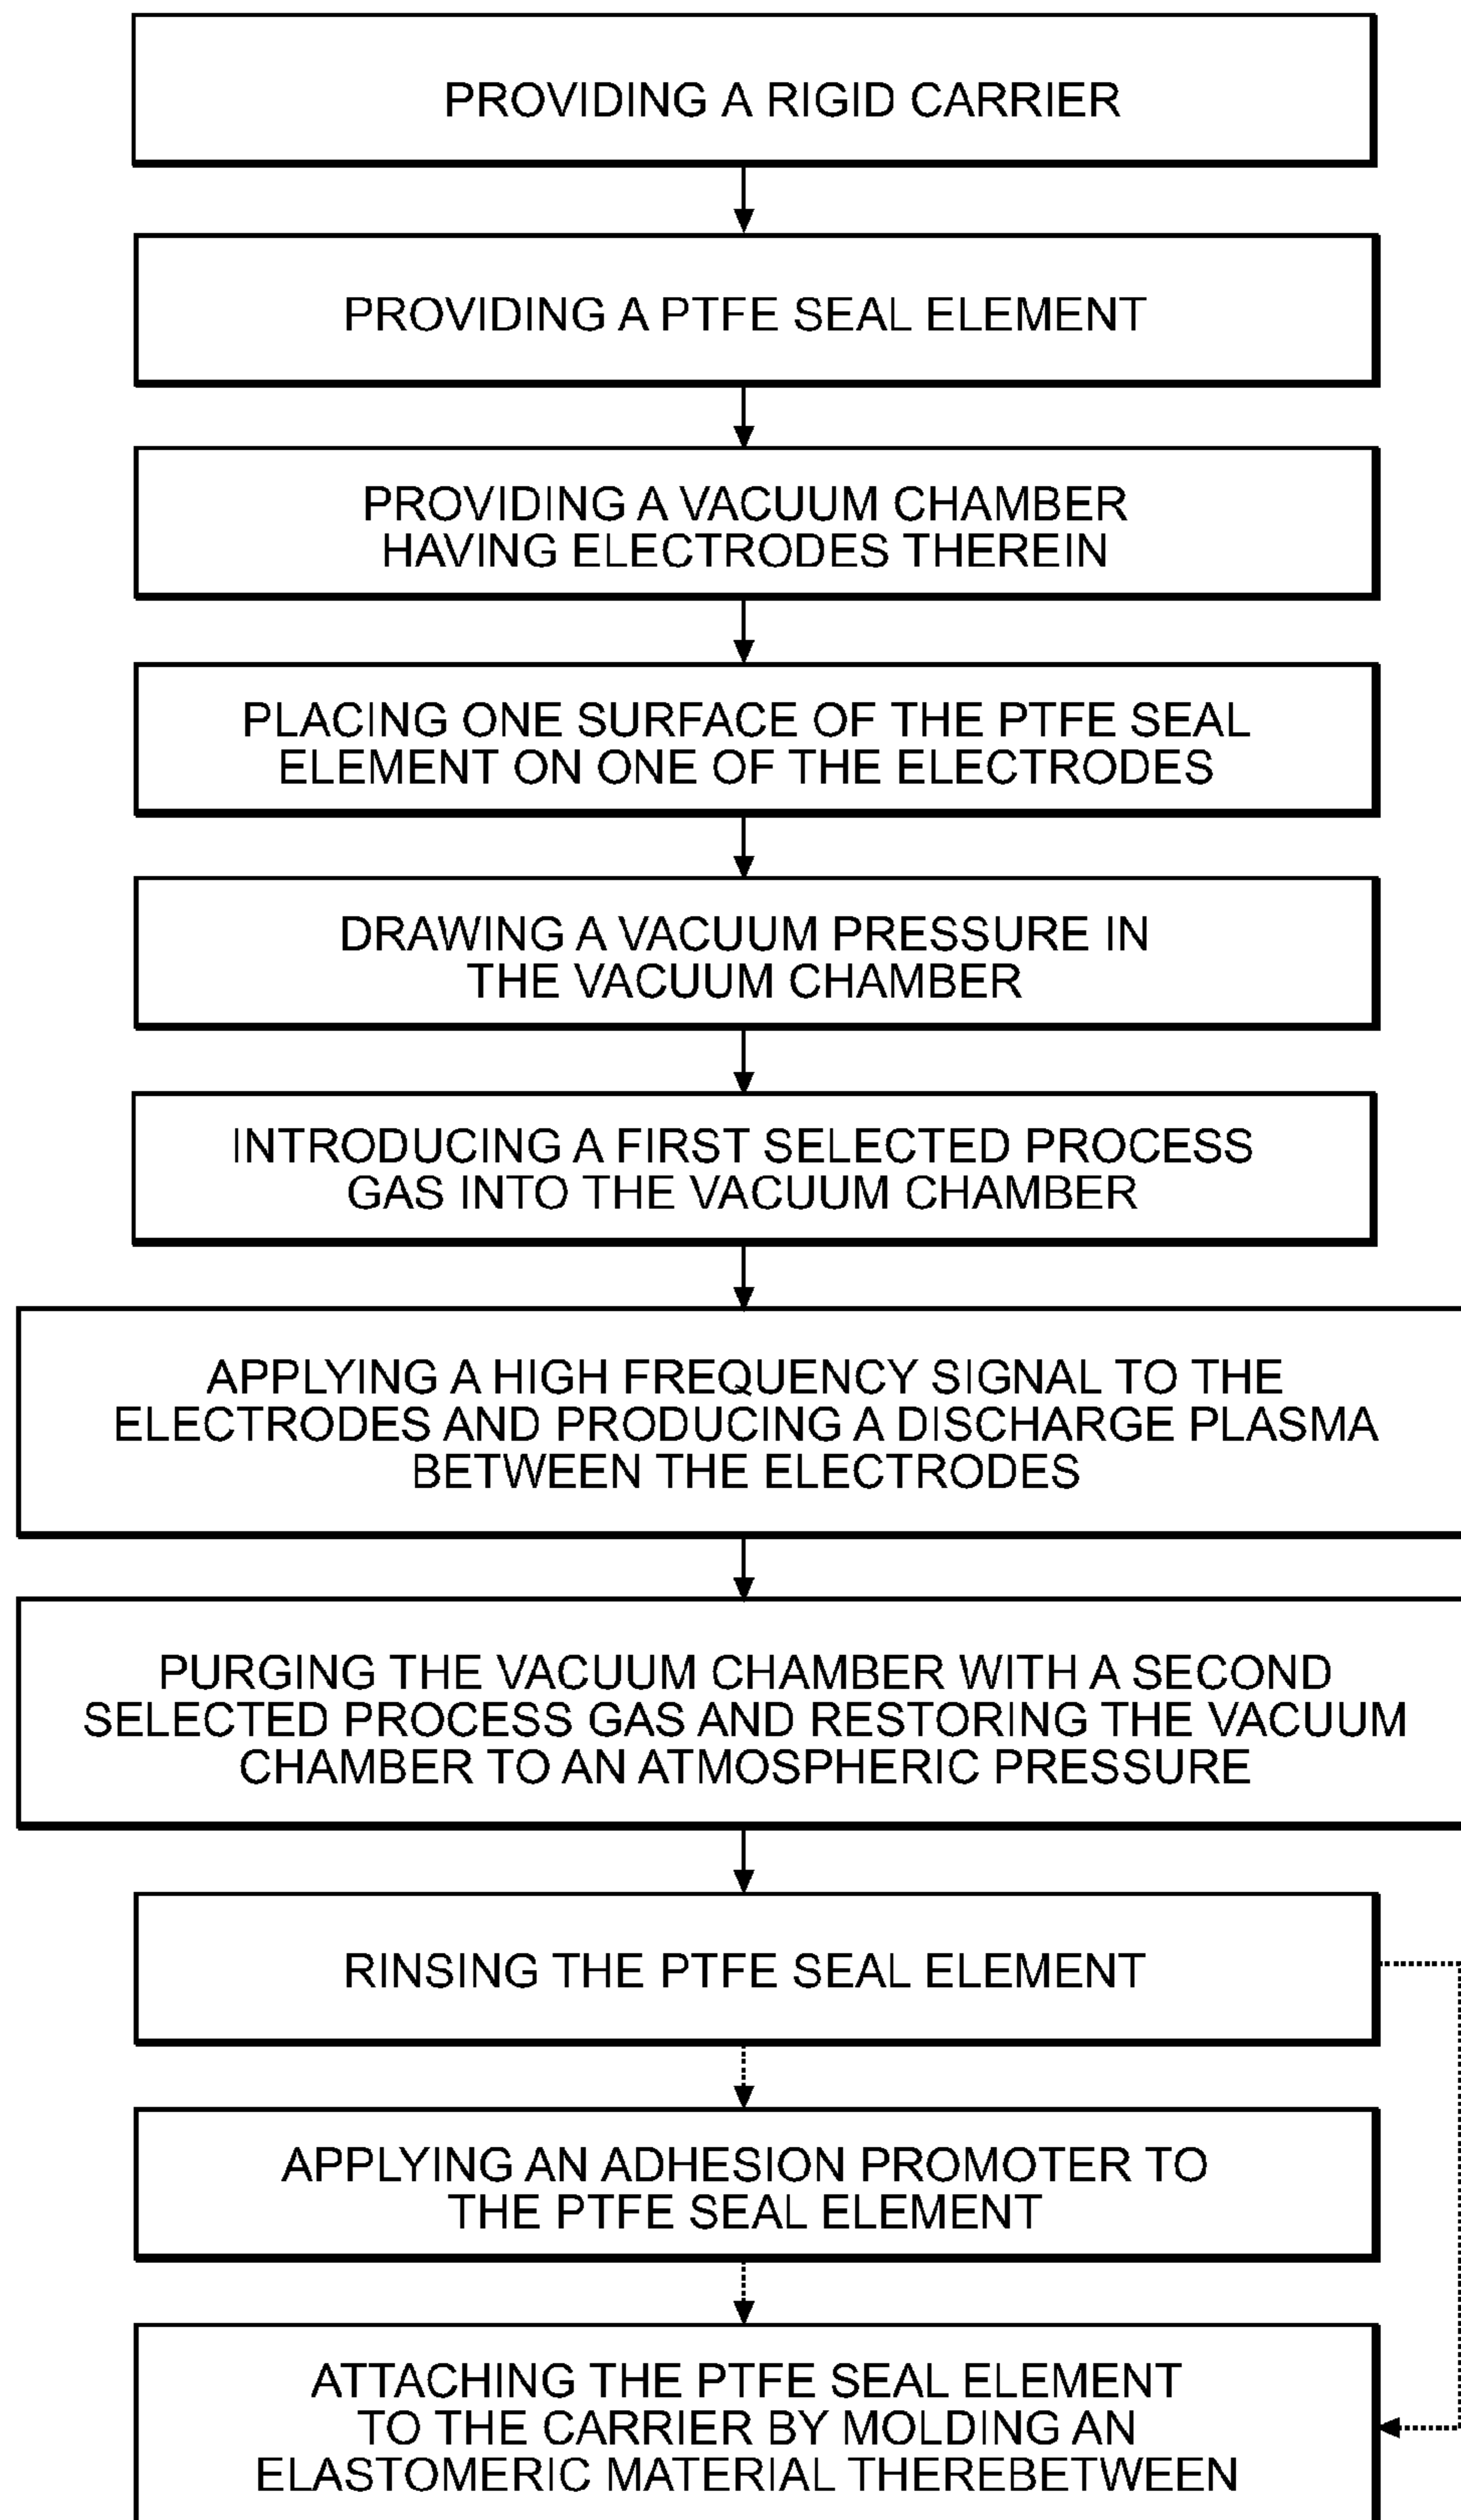 PROVIDING A RIGID CARRIER
PROVIDING A PTFE SEAL ELEMENT
PROVIDING A VACUUM CHAMBER
HAVING ELECTRODES THEREIN
PLACING ONE SURFACE OF THE PTFE SEAL
ELEMENT ON ONE OF THE ELECTRODES
DRAWING A VACUUM PRESSURE IN
THE VACUUM CHAMBER
INTRODUCING A FIRST SELECTED PROCESS
GAS INTO THE VACUUM CHAMBER
APPLYING A HIGH FREQUENCY SIGNAL TO THE
ELECTRODES AND PRODUCING A DISCHARGE PLASMA
BETWEEN THE ELECTRODES
PURGING THE VACUUM CHAMBER WITH A SECOND
SELECTED PROCESS GAS AND RESTORING THE VACUUM
CHAMBER TO AN ATMOSPHERIC PRESSURE
RINSING THE PTFE SEAL ELEMENT
APPLYING AN ADHESION PROMOTER TO
THE PTFE SEAL ELEMENT
ATTACHING THE PTFE SEAL ELEMENT
TO THE CARRIER BY MOLDING AN
ELASTOMERIC MATERIAL THEREBETWEEN